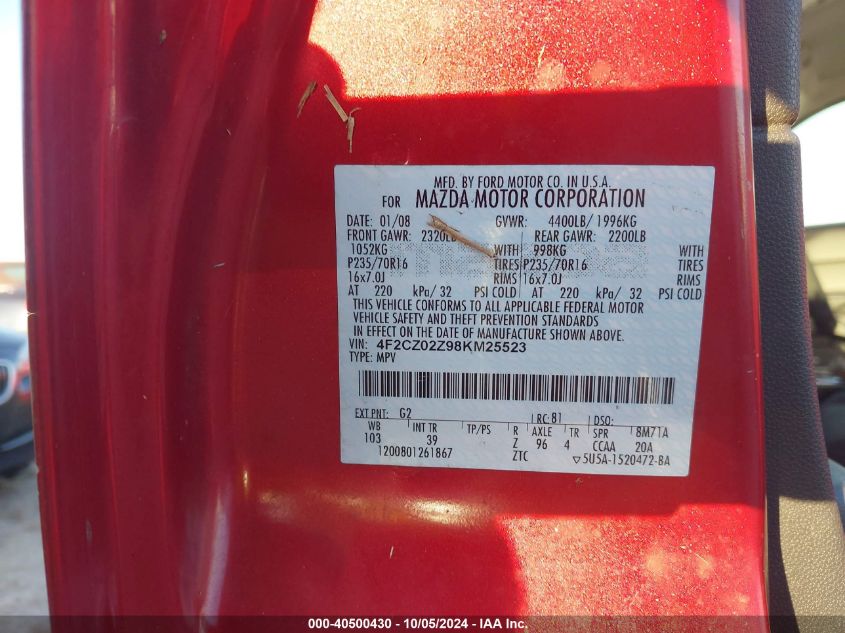 MFD. BY FORD MOTOR CO. IN U.S.A.
FOR MAZDA MOTOR CORPORATION
DATE: 01/08 GVWR: 4400LB/ 1996KG
FRONT GAWR: 2320LB REAR GAWR: 2200LB
1052KG WITH 998KG WITH
P235/70R16 TIRES P235/70R16 TIRES
16x7.0J RIMS 16x7.0J RIMS
AT 220 kPa/ 32 PSI COLD AT 220 kPa/ 32 PSI COLD
THIS VEHICLE CONFORMS TO ALL APPLICABLE FEDERAL MOTOR
VEHICLE SAFETY AND THEFT PREVENTION STANDARDS
IN EFFECT ON THE DATE OF MANUFACTURE SHOWN ABOVE.
VIN: 4F2CZ02Z98KM25523
TYPE: MPV
EXT PNT: G2 RC: 81 DSO:
WB INT TR TP/PS R AXLE TR SPR 8M71A
103 39 Z 96 4 CCAA 20A
1200801261867 ZTC ▽5U5A-1520472-BA
000-40500430 - 10/05/2024 - IAA Inc.